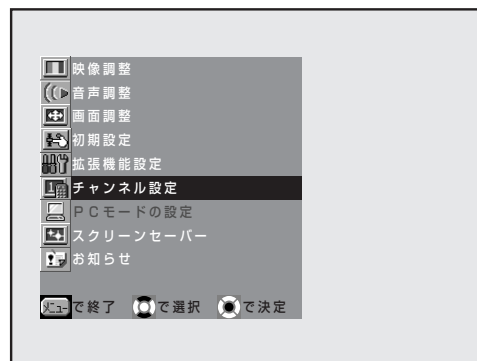 映像調整
音声調整
画面調整
初期設定
拡張機能設定
チャンネル設定
PCモードの設定
スクリーンセーバー
お知らせ
メニューで終了 で選択 で決定